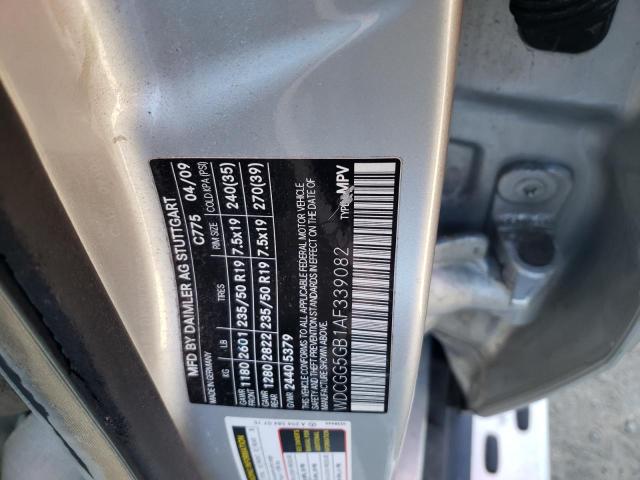 MFD BY DAIMLER AG STUTTGART
MADE IN GERMANY C775 04/09
KG LB TIRES RIM SIZE COLD KPA (PSI)
GAWR FRONT 1180 2601 235/50 R19 7.5x19 240(35)
GAWR REAR 1280 2822 235/50 R19 7.5x19 270(39)
GVWR 2440 5379
THIS VEHICLE CONFORMS TO ALL APPLICABLE FEDERAL MOTOR VEHICLE
SAFETY AND THEFT PREVENTION STANDARDS IN EFFECT ON THE DATE OF
MANUFACTURE SHOWN ABOVE.
WDCGG5GB1AF339082 MPV